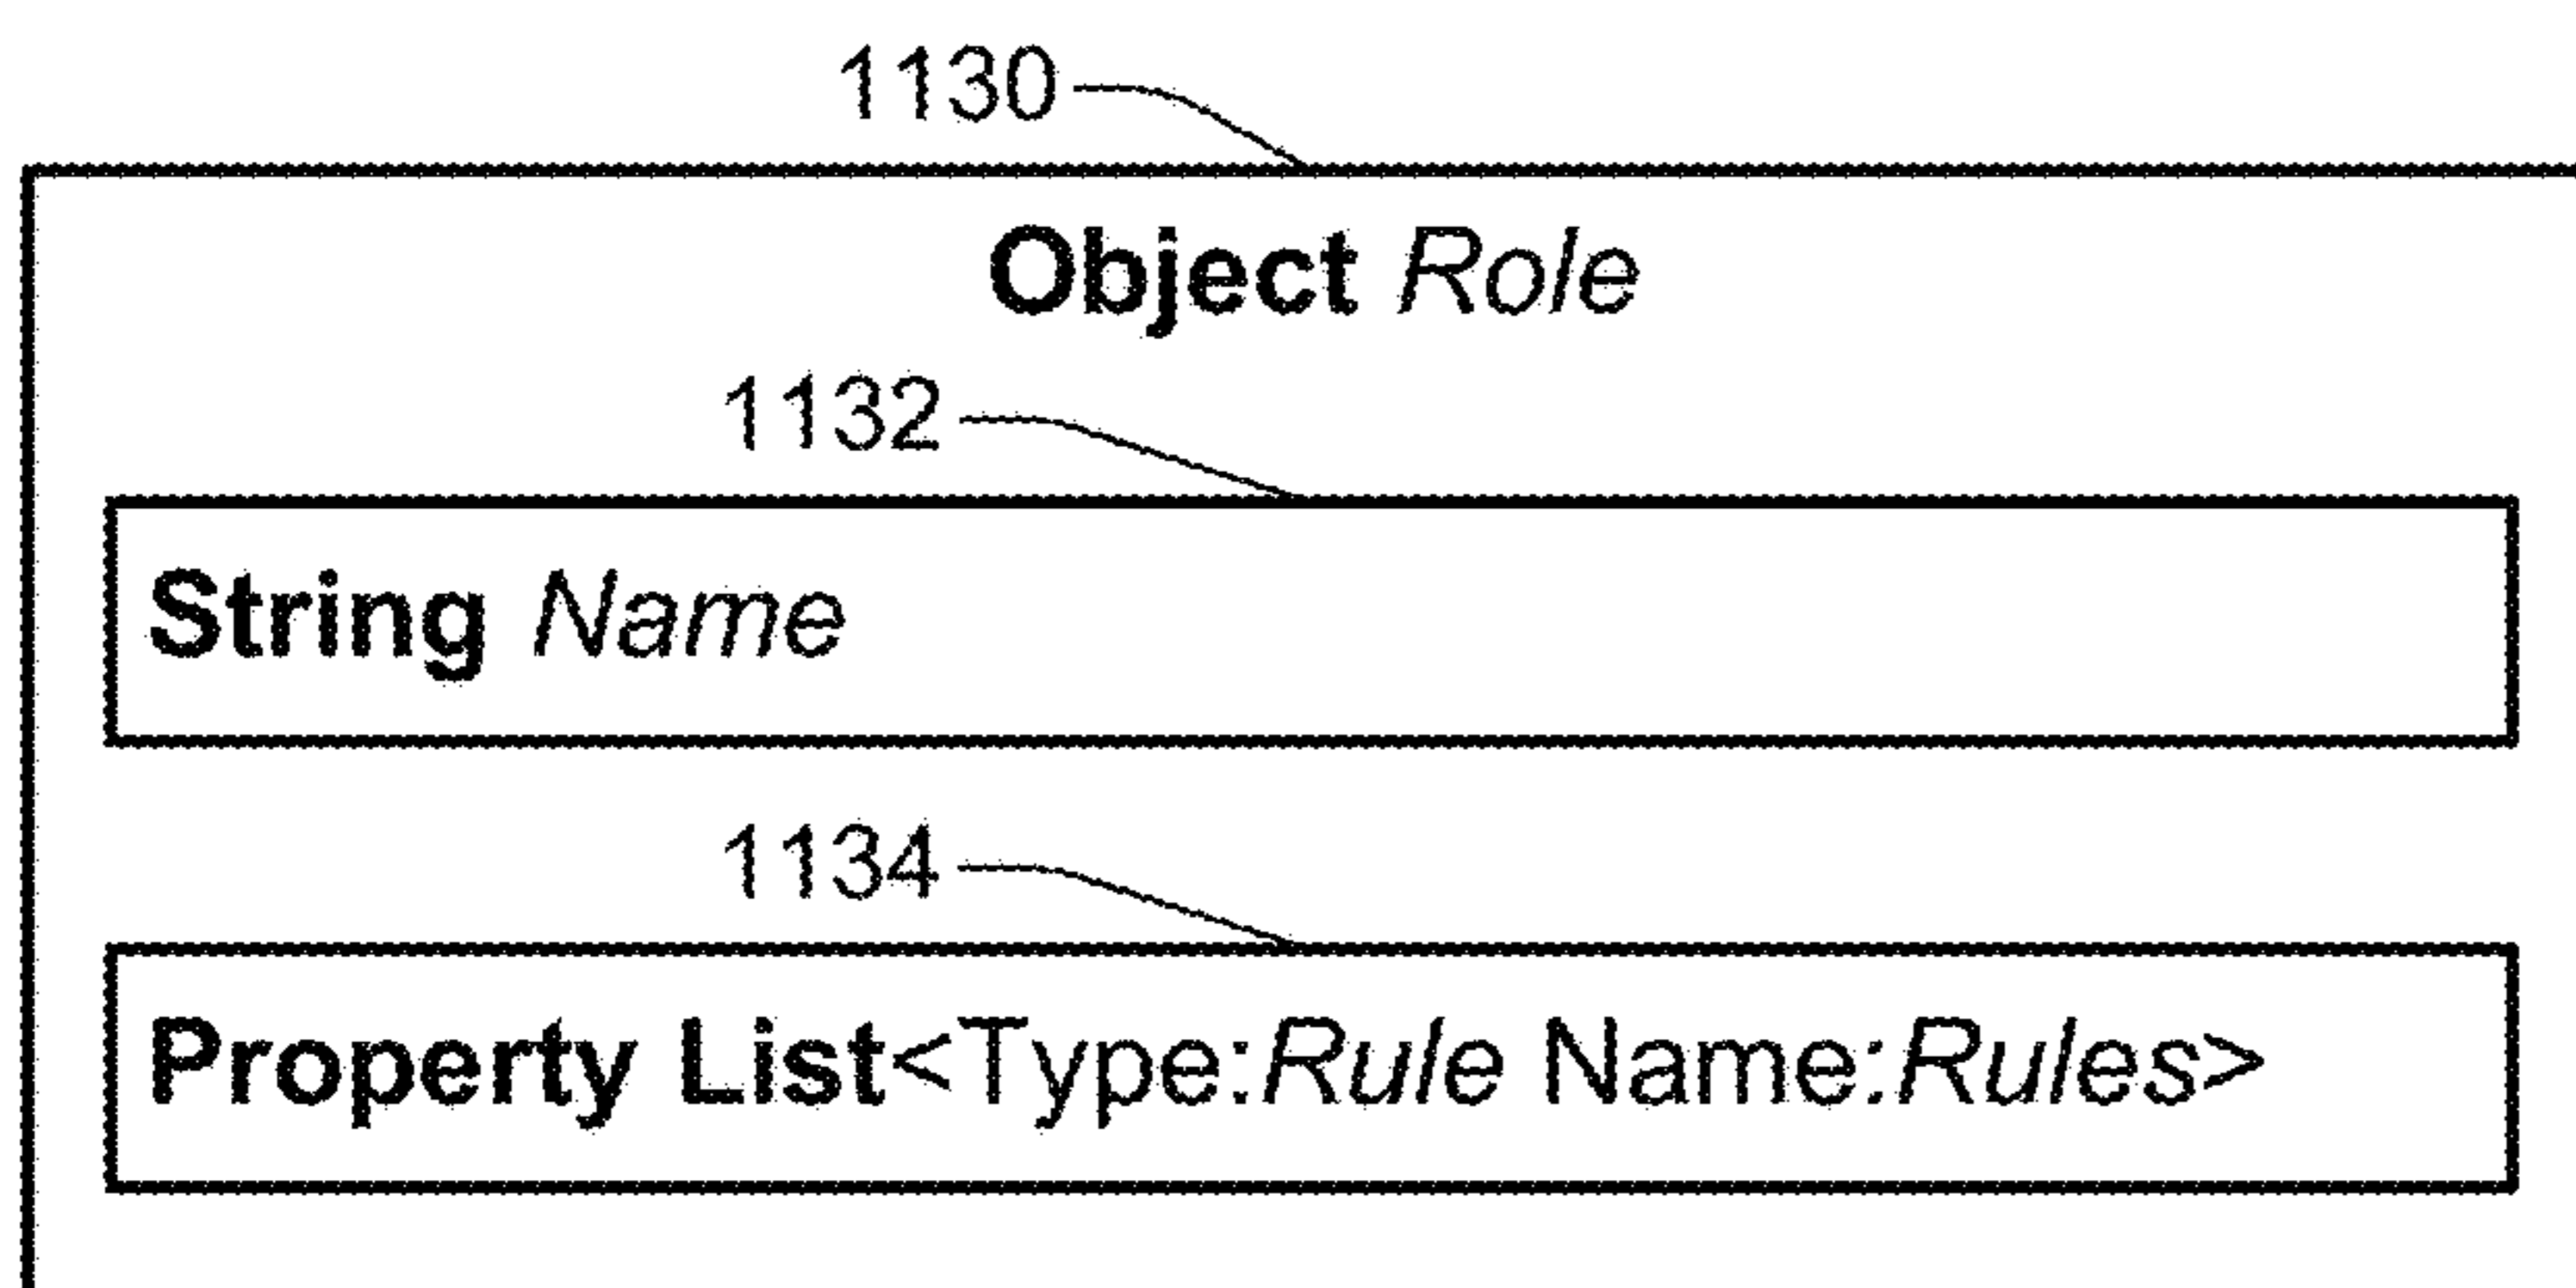 1130
Object Role
1132
String Name
1134
Property List<Type:Rule Name:Rules>